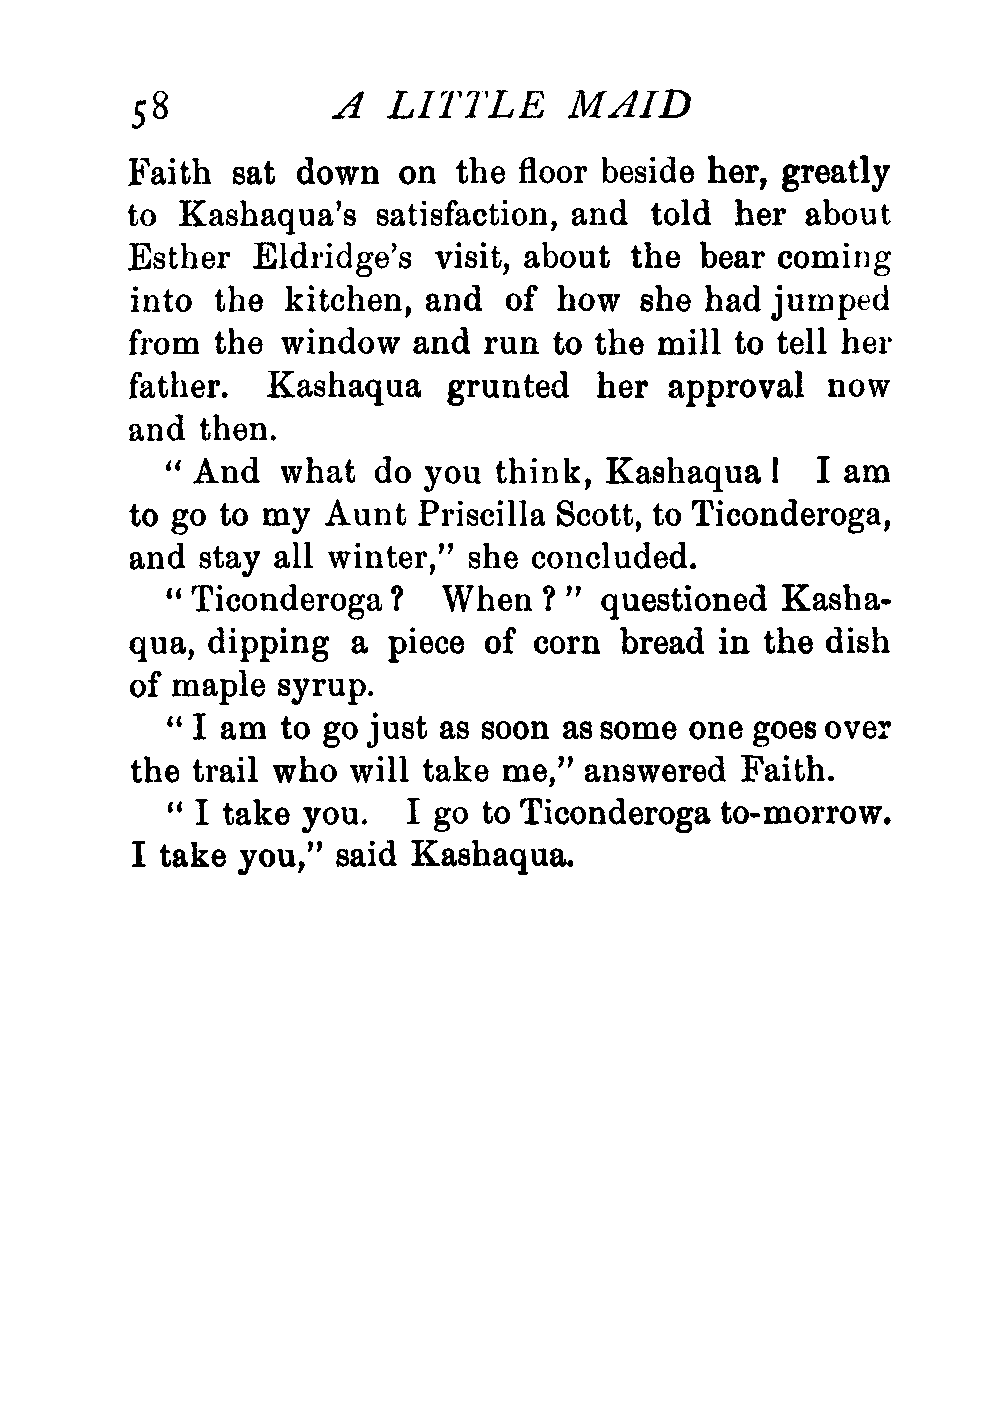 58 A LITTLE MAID
Faith sat down on the floor beside her, greatly
to Kashaqua's satisfaction, and told her about
Esther Eldridge's visit, about the bear coming
into the kitchen, and of how she had jumped
from the window and run to the mill to tell her
father. Kashaqua grunted her approval now
and then.
" And what do you think, Kashaqua! I am
to go to my Aunt Priscilla Scott, to Ticonderoga,
and stay all winter," she concluded.
" Ticonderoga? When?" questioned Kasha-
qua, dipping a piece of corn bread in the dish
of maple syrup.
" I am to go just as soon as some one goes over
the trail who will take me," answered Faith.
" I take you. I go to Ticonderoga to-morrow.
I take you," said Kashaqua.